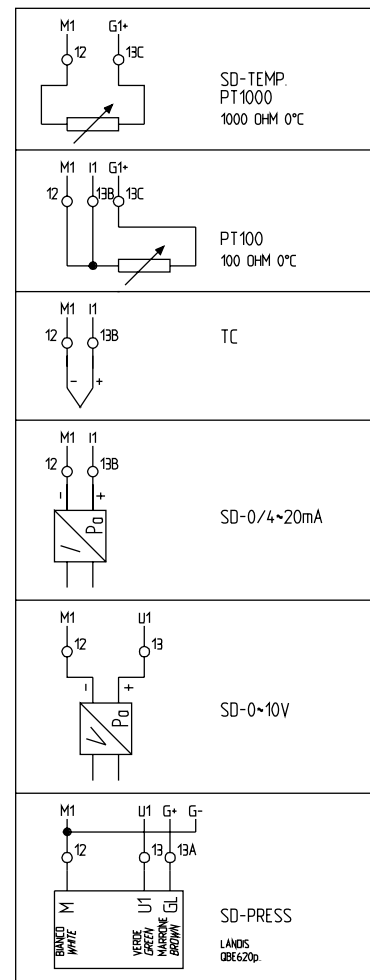 M1 G1+
12 13C
SD-TEMP.
PT1000
1000 OHM 0°C
M1 I1 G1+
12 13B 13C
PT100
100 OHM 0°C
M1 I1
12 13B
TC
- +
M1 I1
12 13B
- +
I Pa
SD-0/4~20mA
M1 U1
12 13
- +
V Pa
SD-0~10V
M1 U1 G+ G-
12 13 13A
M U1 GL
BIANCO VERDE MARRONE
WHITE GREEN BROWN
SD-PRESS
LANDIS
QBE620p.